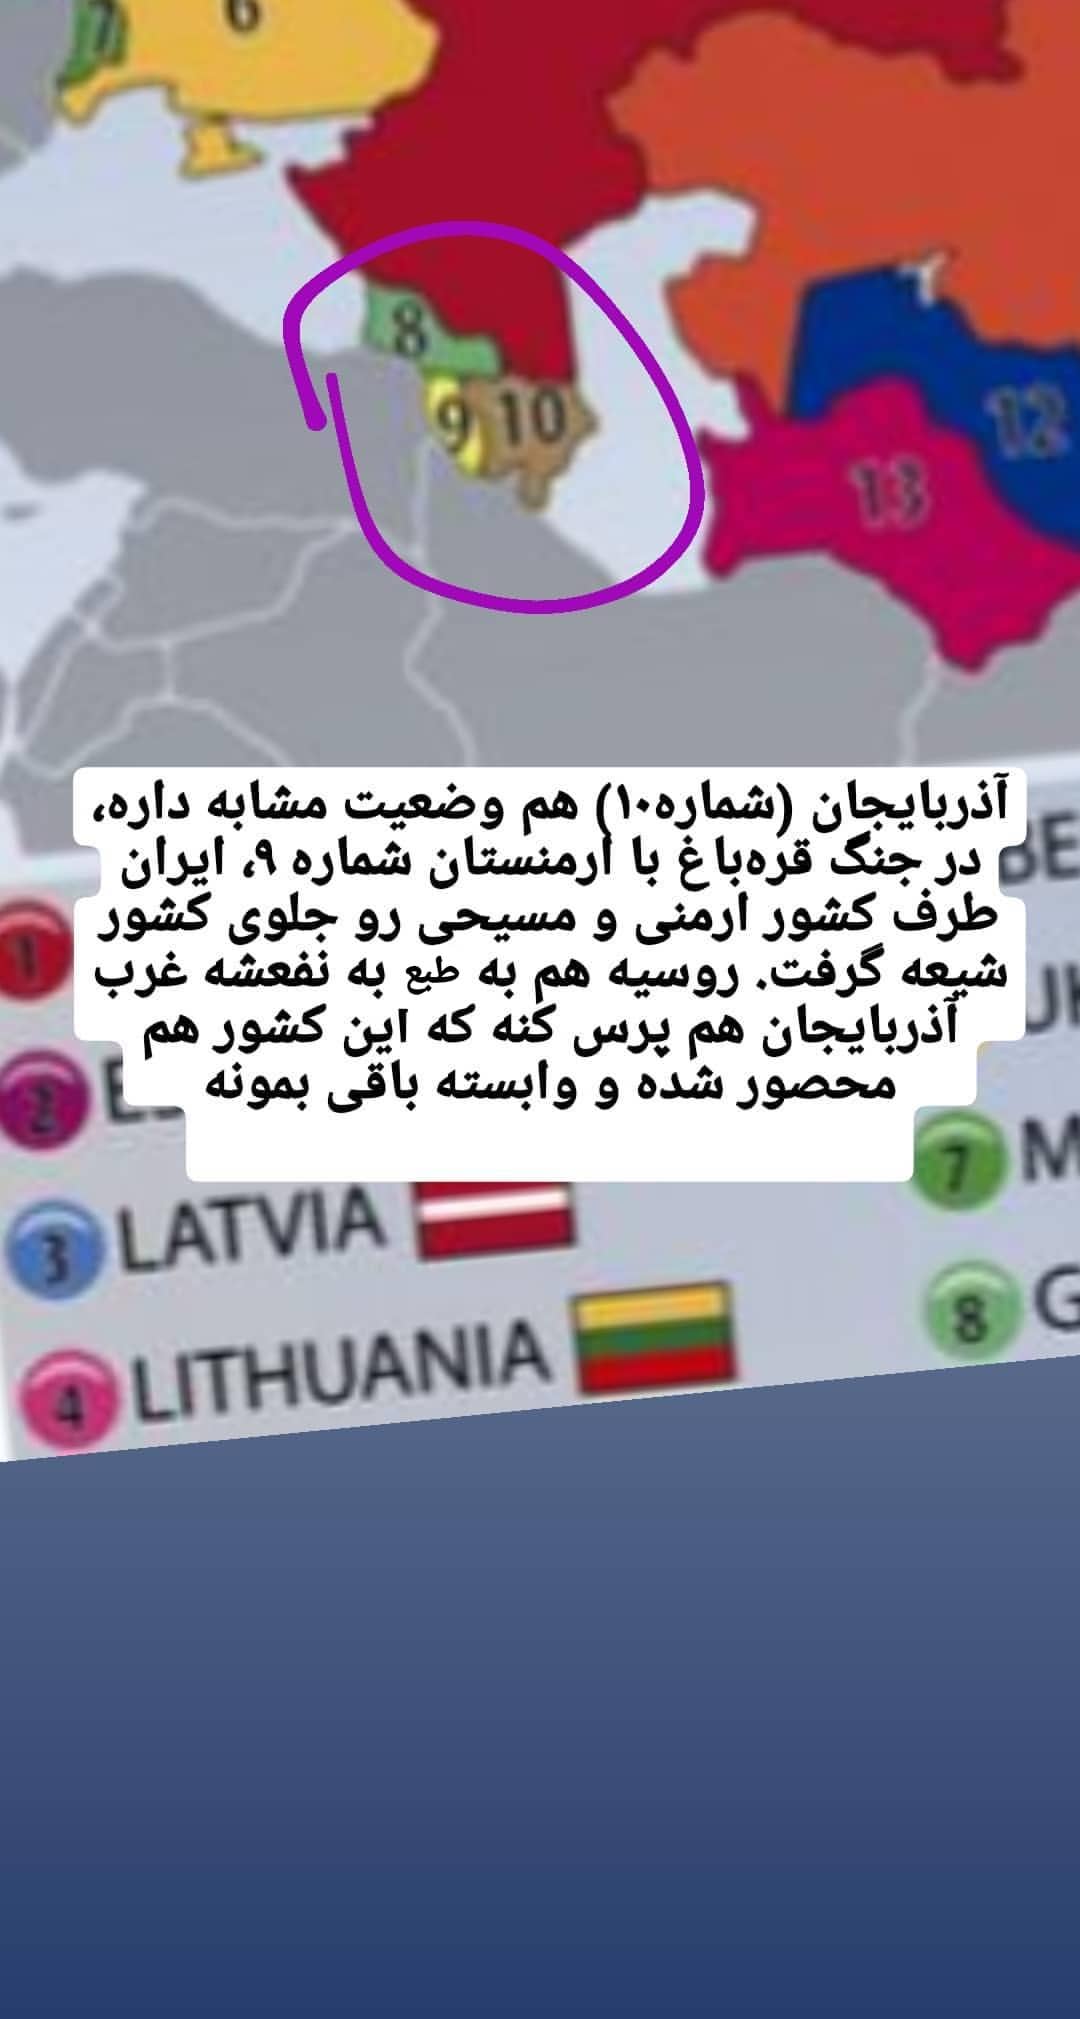 7
6
8
9
10
12
13
آذربایجان (شماره۱۰) هم وضعیت مشابه داره،
در جنگ قره‌باغ با ارمنستان شماره ۹، ایران
طرف کشور ارمنی و مسیحی رو جلوی کشور
شیعه گرفت. روسیه هم به طبع به نفعشه غرب
آذربایجان هم پرس کنه که این کشور هم
محصور شده و وابسته باقی بمونه
1
2
3 LATVIA
4 LITHUANIA
7 M
8 G